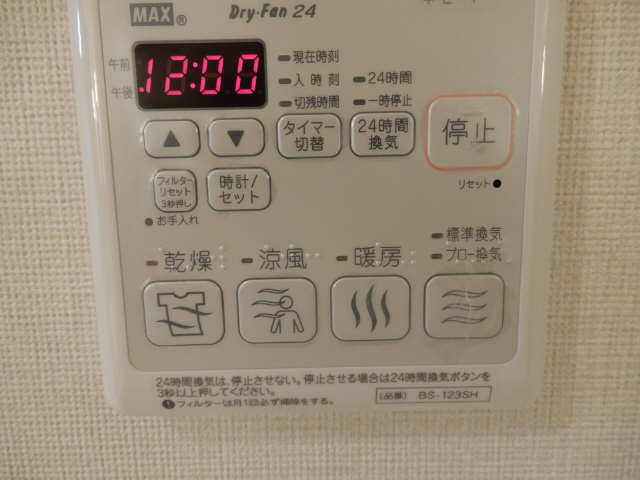 MAX® Dry·Fan 24
午前 12:00 現在時刻
入時刻 24時間
午後 切残時間 一時停止
▲ ▼ タイマー切替 24時間換気 停止
フィルターリセット3秒押し 時計/セット リセット●
●お手入れ
乾燥 涼風 暖房 標準換気
ブロー換気
24時間換気は、停止させない。停止させる場合は24時間換気ボタンを
3秒以上押してください。
❶フィルターは月1回必ず掃除をする。 (品番) BS-123SH